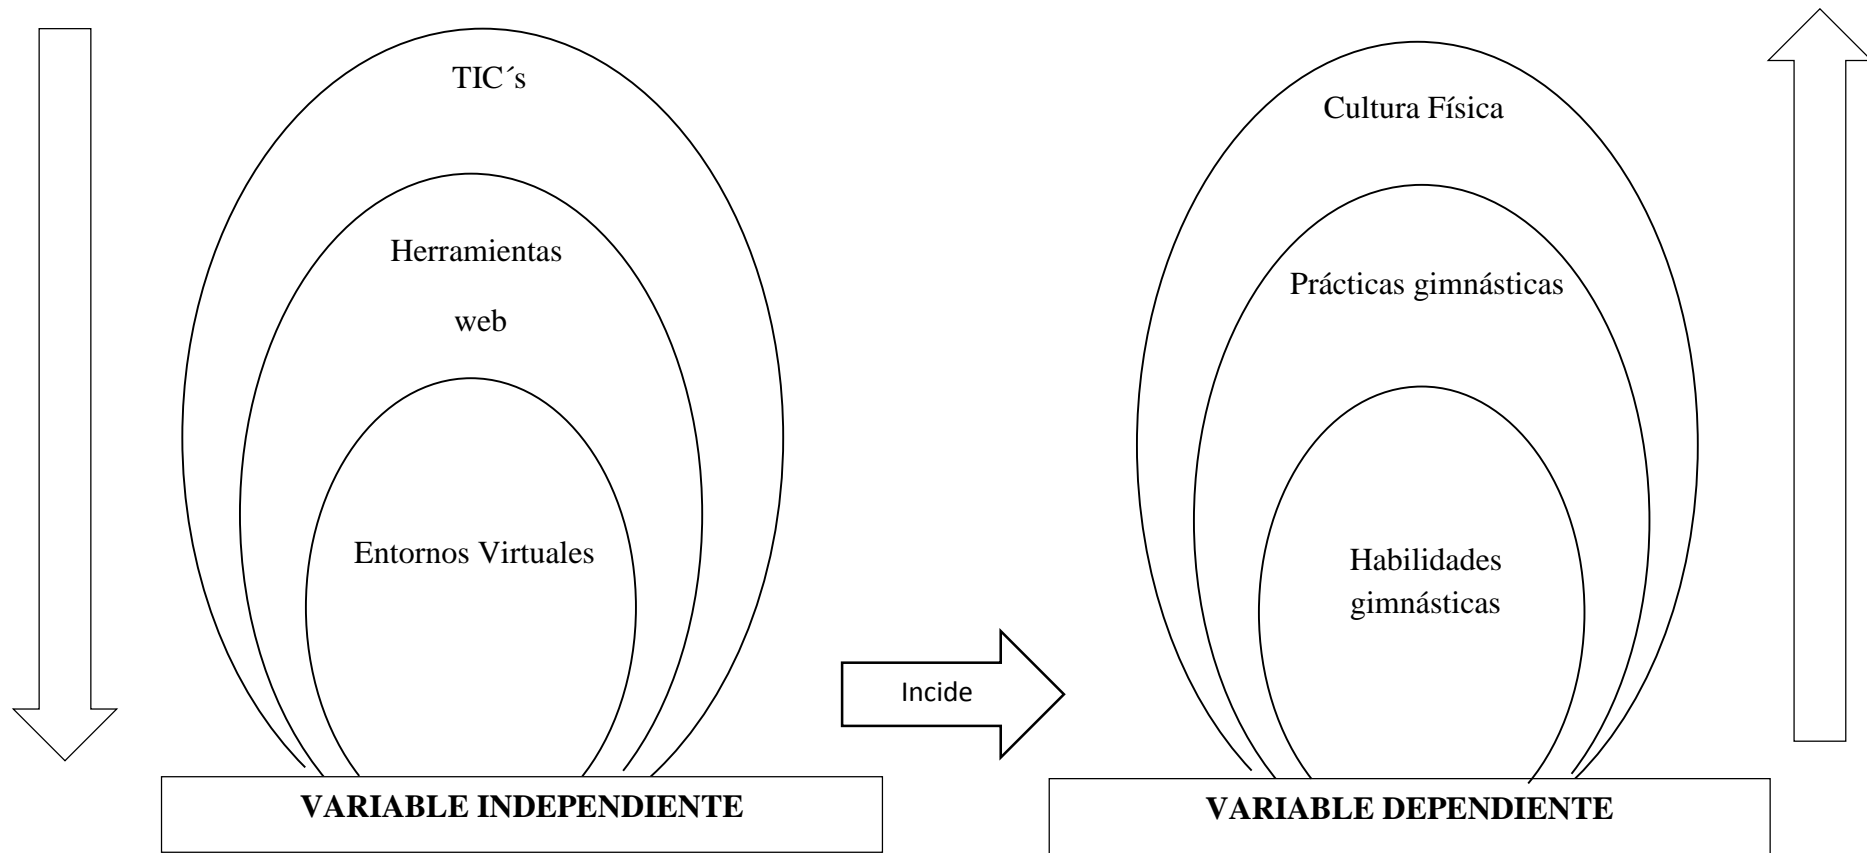 TIC´s
Herramientas
web
Entornos Virtuales
VARIABLE INDEPENDIENTE
Incide
Cultura Física
Prácticas gimnásticas
Habilidades
gimnásticas
VARIABLE DEPENDIENTE